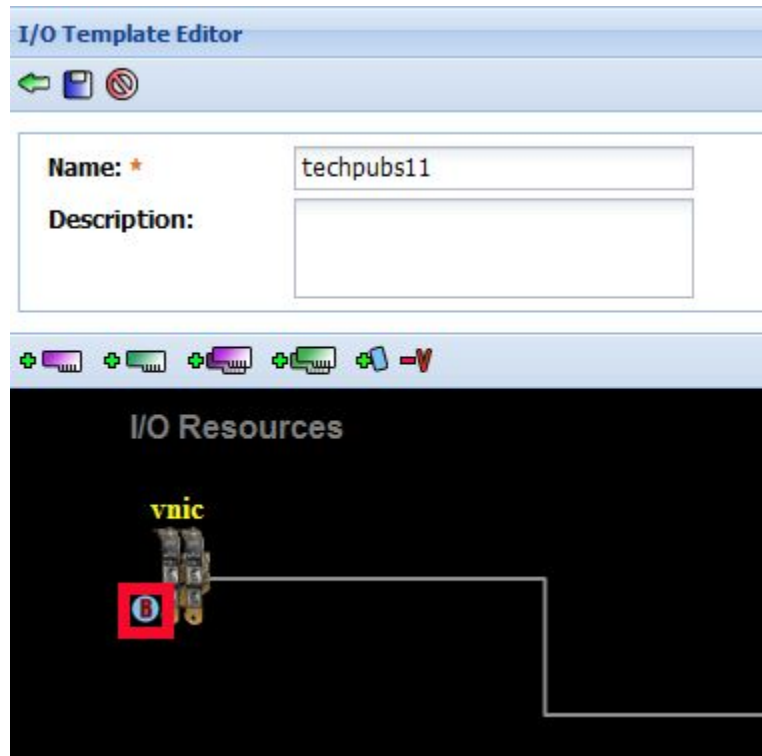 I/O Template Editor
Name: * techpubs11
Description:
I/O Resources
vnic
B